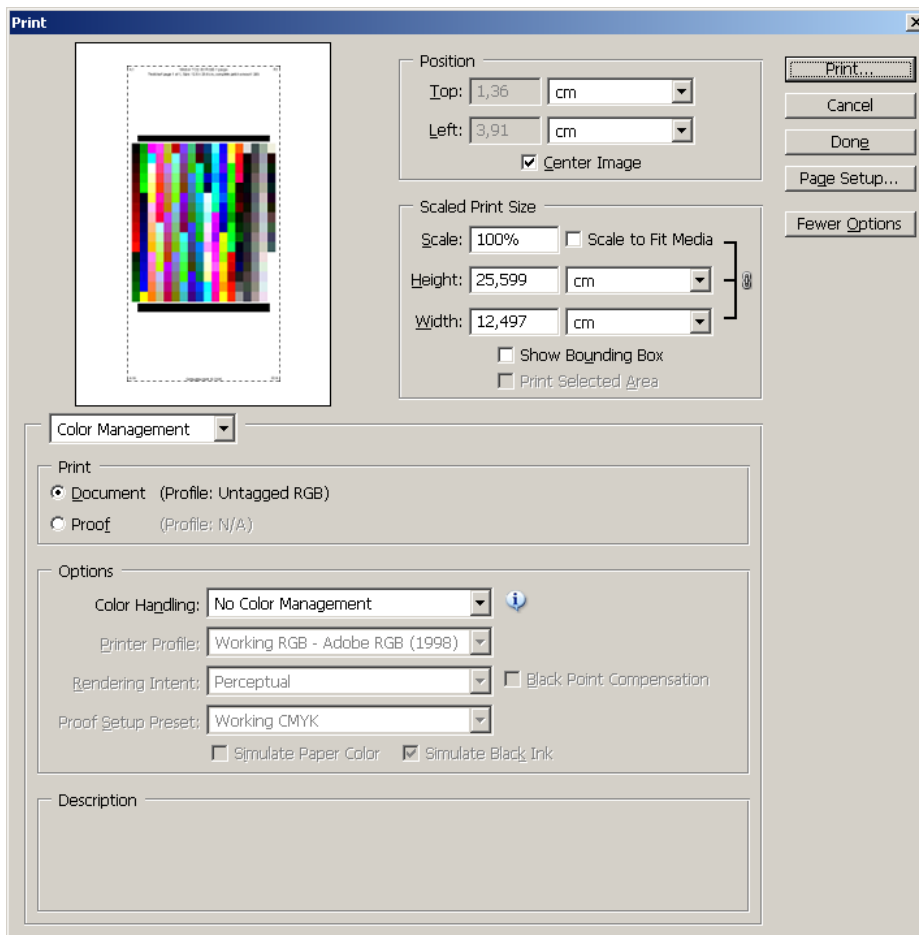 Print
Position
Top: 1,36 cm
Left: 3,91 cm
Center Image
Print...
Cancel
Done
Page Setup...
Fewer Options
Scaled Print Size
Scale: 100% Scale to Fit Media
Height: 25,599 cm
Width: 12,497 cm
Show Bounding Box
Print Selected Area
Color Management
Print
Document (Profile: Untagged RGB)
Proof (Profile: N/A)
Options
Color Handling: No Color Management
Printer Profile: Working RGB - Adobe RGB (1998)
Rendering Intent: Perceptual Black Point Compensation
Proof Setup Preset: Working CMYK
Simulate Paper Color Simulate Black Ink
Description